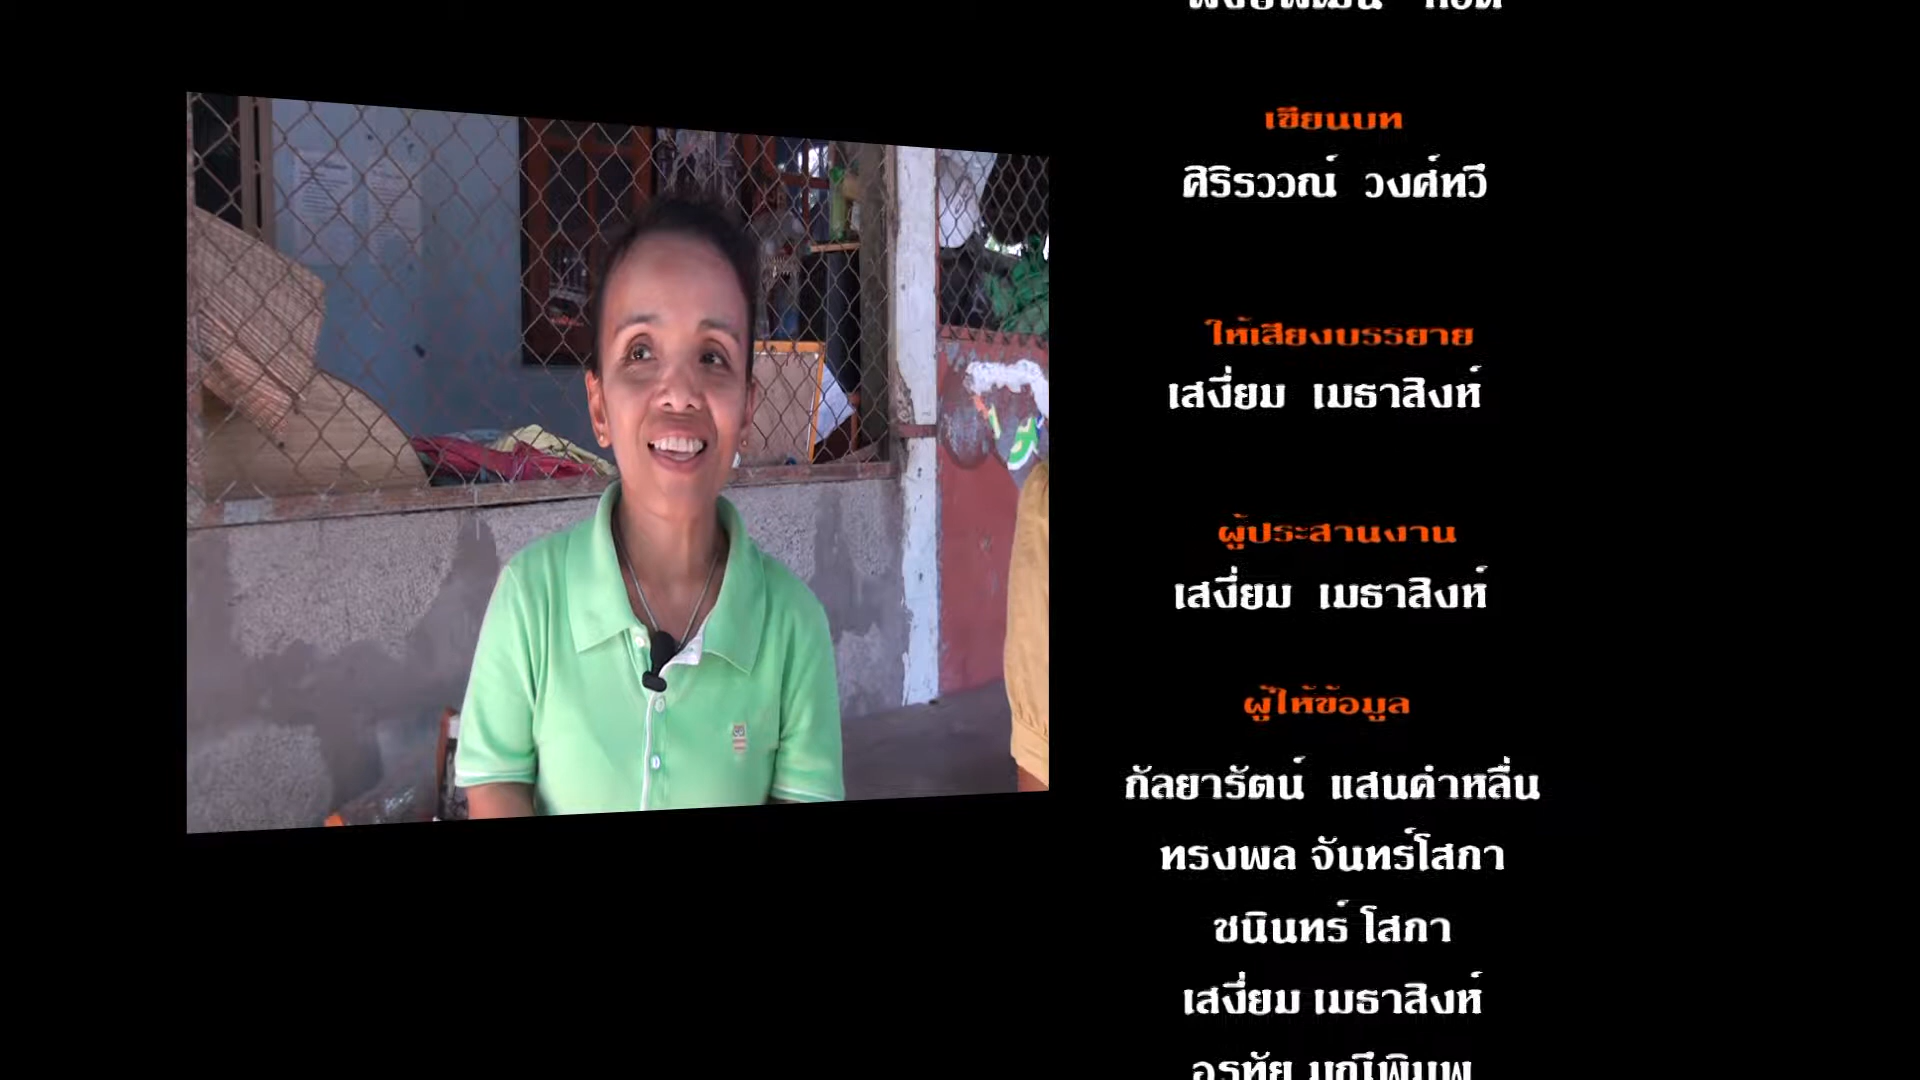 เขียนบท
ศิริรววณ์ วงศ์ทวี
ให้เสียงบรรยาย
เสงี่ยม เมธาสิงห์
ผู้ประสานงาน
เสงี่ยม เมธาสิงห์
ผู้ให้ข้อมูล
กัลยารัตน์ แสนคำหลื่น
ทรงพล จันทร์โสภา
ชนินทร์ โสภา
เสงี่ยม เมธาสิงห์